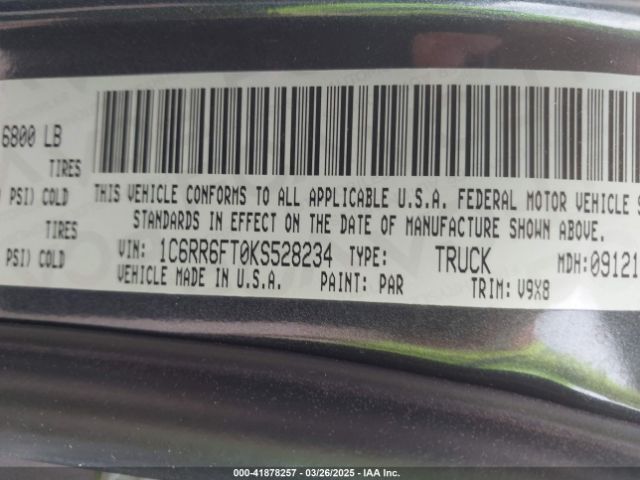 6800 LB
TIRES
THIS VEHICLE CONFORMS TO ALL APPLICABLE U.S.A. FEDERAL MOTOR VEHICLE S
PSI) COLD
STANDARDS IN EFFECT ON THE DATE OF MANUFACTURE SHOWN ABOVE.
TIRES
VIN: 1C6RR6FT0KS528234 TYPE: TRUCK MDH:09121
PSI) COLD
VEHICLE MADE IN U.S.A. PAINT: PAR TRIM: V9X8
000-41878257 - 03/26/2025 - IAA Inc.